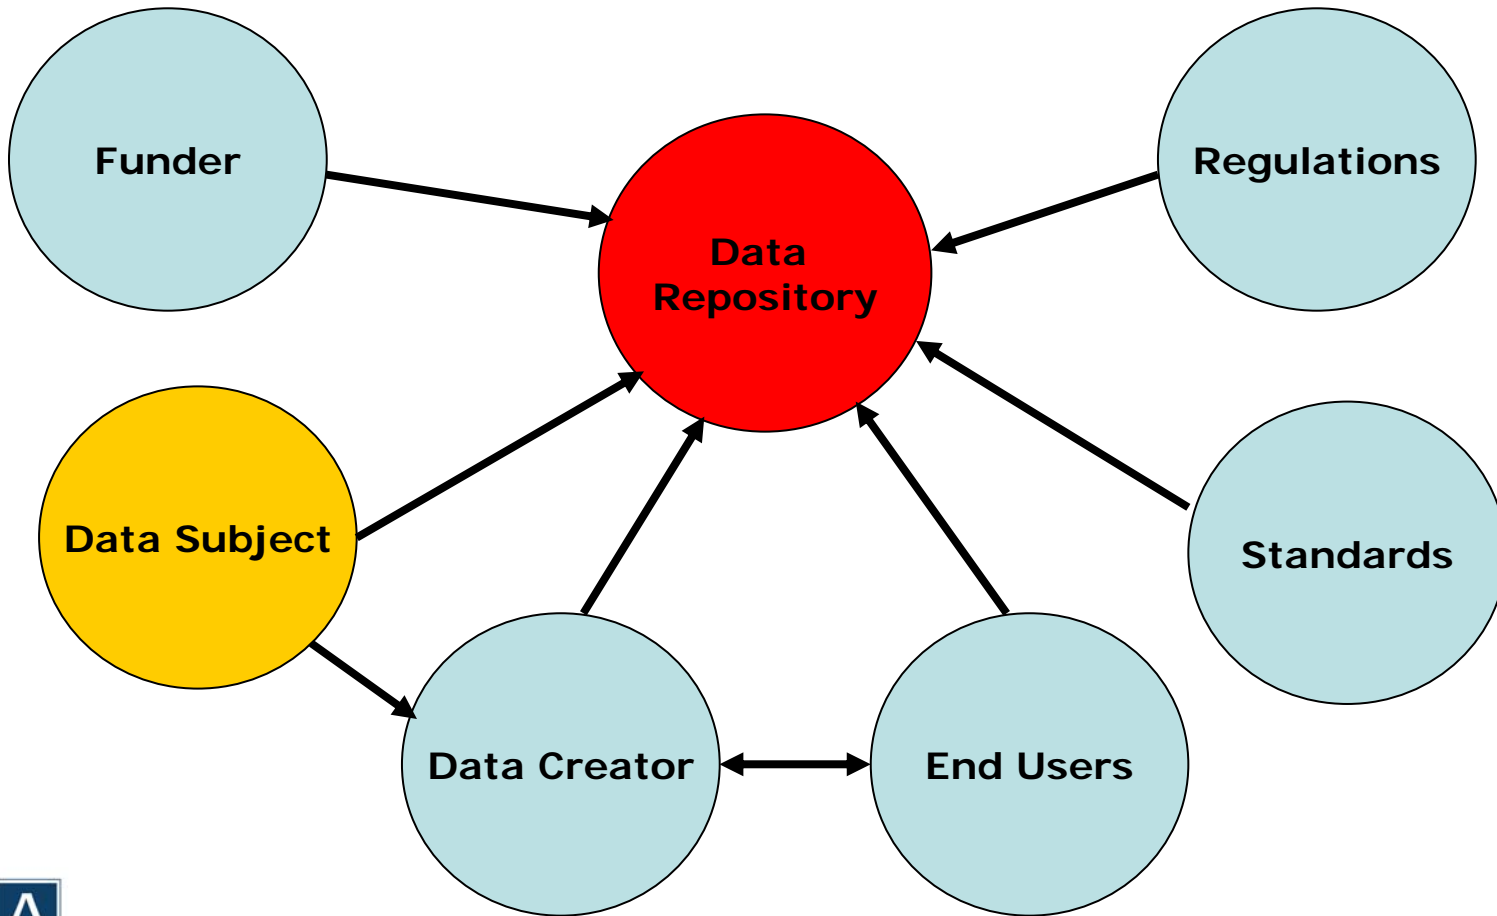 Funder
Regulations
Data
Repository
Data Subject
Standards
Data Creator
End Users
A